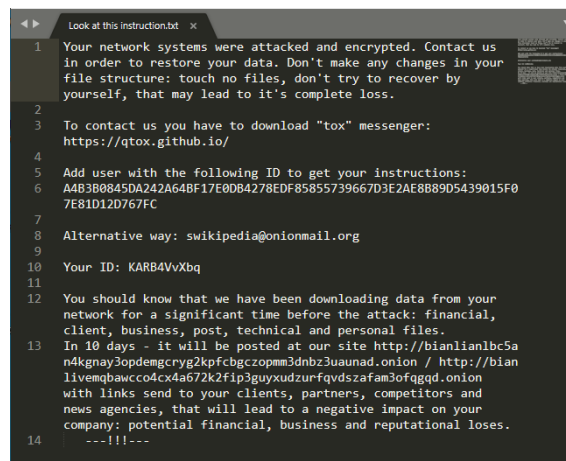 Look at this instruction.txt ×
1 Your network systems were attacked and encrypted. Contact us
in order to restore your data. Don't make any changes in your
file structure: touch no files, don't try to recover by
yourself, that may lead to it's complete loss.
2
3 To contact us you have to download "tox" messenger:
https://qtox.github.io/
4
5 Add user with the following ID to get your instructions:
6 A4B3B0845DA242A64BF17E0DB4278EDF85855739667D3E2AE8B89D5439015F0
7E81D12D767FC
7
8 Alternative way: swikipedia@onionmail.org
9
10 Your ID: KARB4VvXbq
11
12 You should know that we have been downloading data from your
network for a significant time before the attack: financial,
client, business, post, technical and personal files.
13 In 10 days - it will be posted at our site http://bianlianlbc5a
n4kgnay3opdemgcryg2kpfcbgczopmm3dnbz3uaunad.onion / http://bian
livemqbawcco4cx4a672k2fip3guyxudzurfqvdszafam3ofqgqd.onion
with links send to your clients, partners, competitors and
news agencies, that will lead to a negative impact on your
company: potential financial, business and reputational loses.
14 ---!!!---